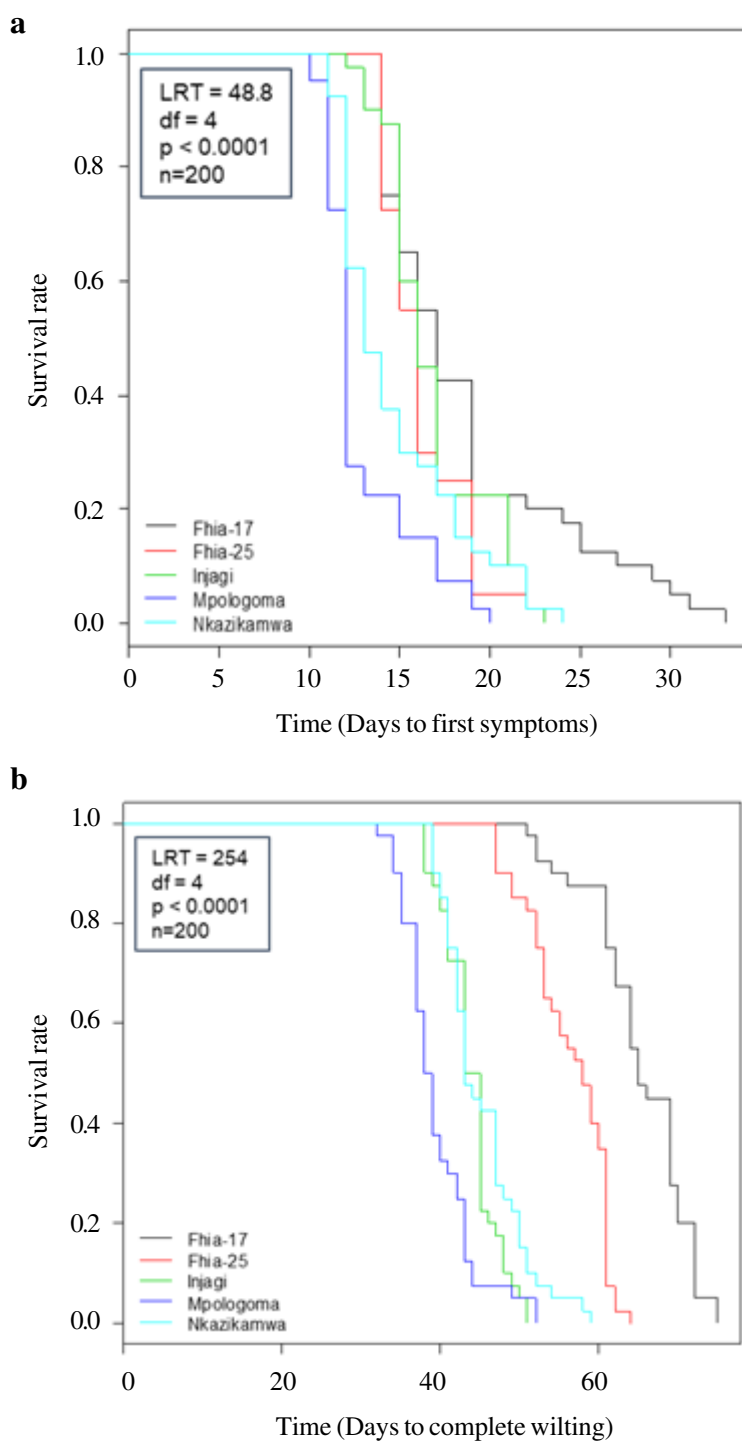 a
1.0
LRT = 48.8
df = 4
p < 0.0001
n=200
0.8
0.6
Survival rate
0.4
0.2
Fhia-17
Fhia-25
Injagi
Mpologoma
Nkazikamwa
0.0
0 5 10 15 20 25 30
Time (Days to first symptoms)
b
1.0
LRT = 254
df = 4
p < 0.0001
n=200
0.8
0.6
Survival rate
0.4
0.2
Fhia-17
Fhia-25
Injagi
Mpologoma
Nkazikamwa
0.0
0 20 40 60
Time (Days to complete wilting)